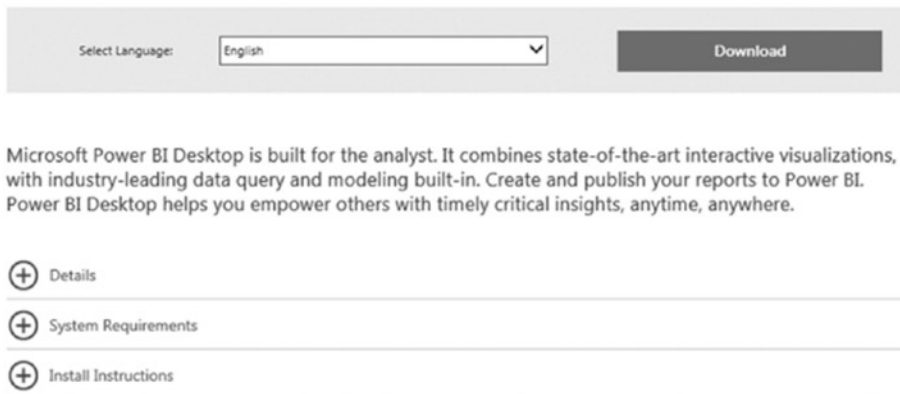 Select Language: English Download
Microsoft Power BI Desktop is built for the analyst. It combines state-of-the-art interactive visualizations,
with industry-leading data query and modeling built-in. Create and publish your reports to Power BI.
Power BI Desktop helps you empower others with timely critical insights, anytime, anywhere.
Details
System Requirements
Install Instructions